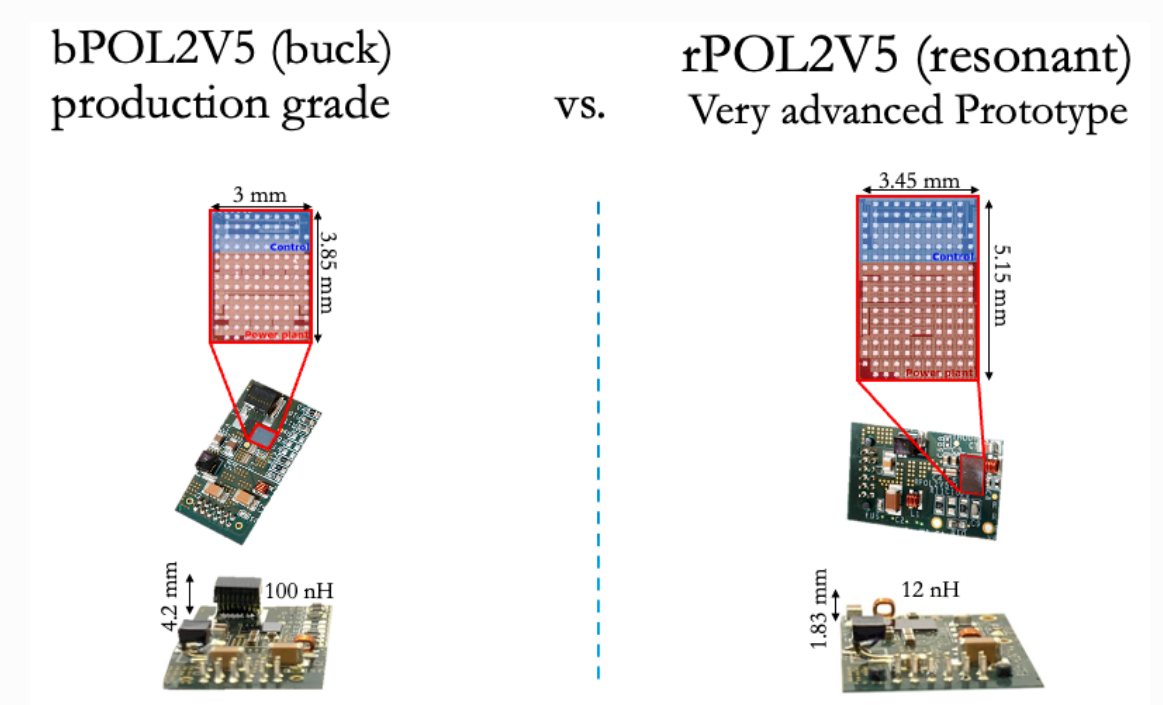 bPOL2V5 (buck)
production grade
vs.
rPOL2V5 (resonant)
Very advanced Prototype
3 mm
3.85 mm
Control
Power plant
3.45 mm
5.15 mm
Control
Power plant
4.2 mm
100 nH
1.83 mm
12 nH